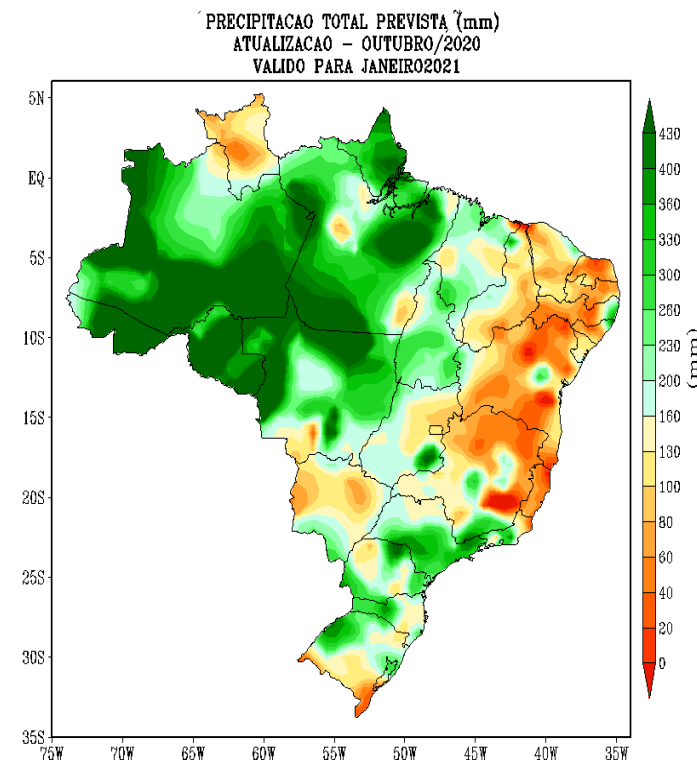 PRECIPITACAO TOTAL PREVISTA (mm)
ATUALIZACAO - OUTUBRO/2020
VALIDO PARA JANEIRO2021
5N
EQ
5S
10S
15S
20S
25S
30S
35S
75W 70W 65W 60W 55W 50W 45W 40W 35W
430
400
360
330
300
260
230
200
160
130
100
80
60
40
20
0
(mm)